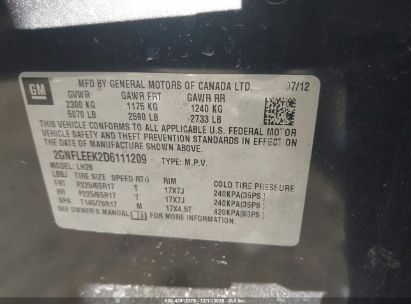 GM
MFD BY GENERAL MOTORS OF CANADA LTD. 07/12
GVWR GAWR FRT GAWR RR
2300 KG 1175 KG 1240 KG
5070 LB 2590 LB 2733 LB
THIS VEHICLE CONFORMS TO ALL APPLICABLE U.S. FEDERAL MOTOR
VEHICLE SAFETY AND THEFT PREVENTION STANDARDS IN
EFFECT ON THE DATE OF MANUFACTURE SHOWN ABOVE.
2GNFLEEK2D6111209 TYPE: M.P.V.
LH26
TIRE SIZE SPEED RTG RIM COLD TIRE PRESSURE
FRT P225/65R17 T 17X7J 240KPA(35PS)
RR P225/65R17 T 17X7J 240KPA(35PS)
SPA T145/70R17 M 17X4.5T 420KPA(60PS)
SEE OWNER'S MANUAL FOR MORE INFORMATION.